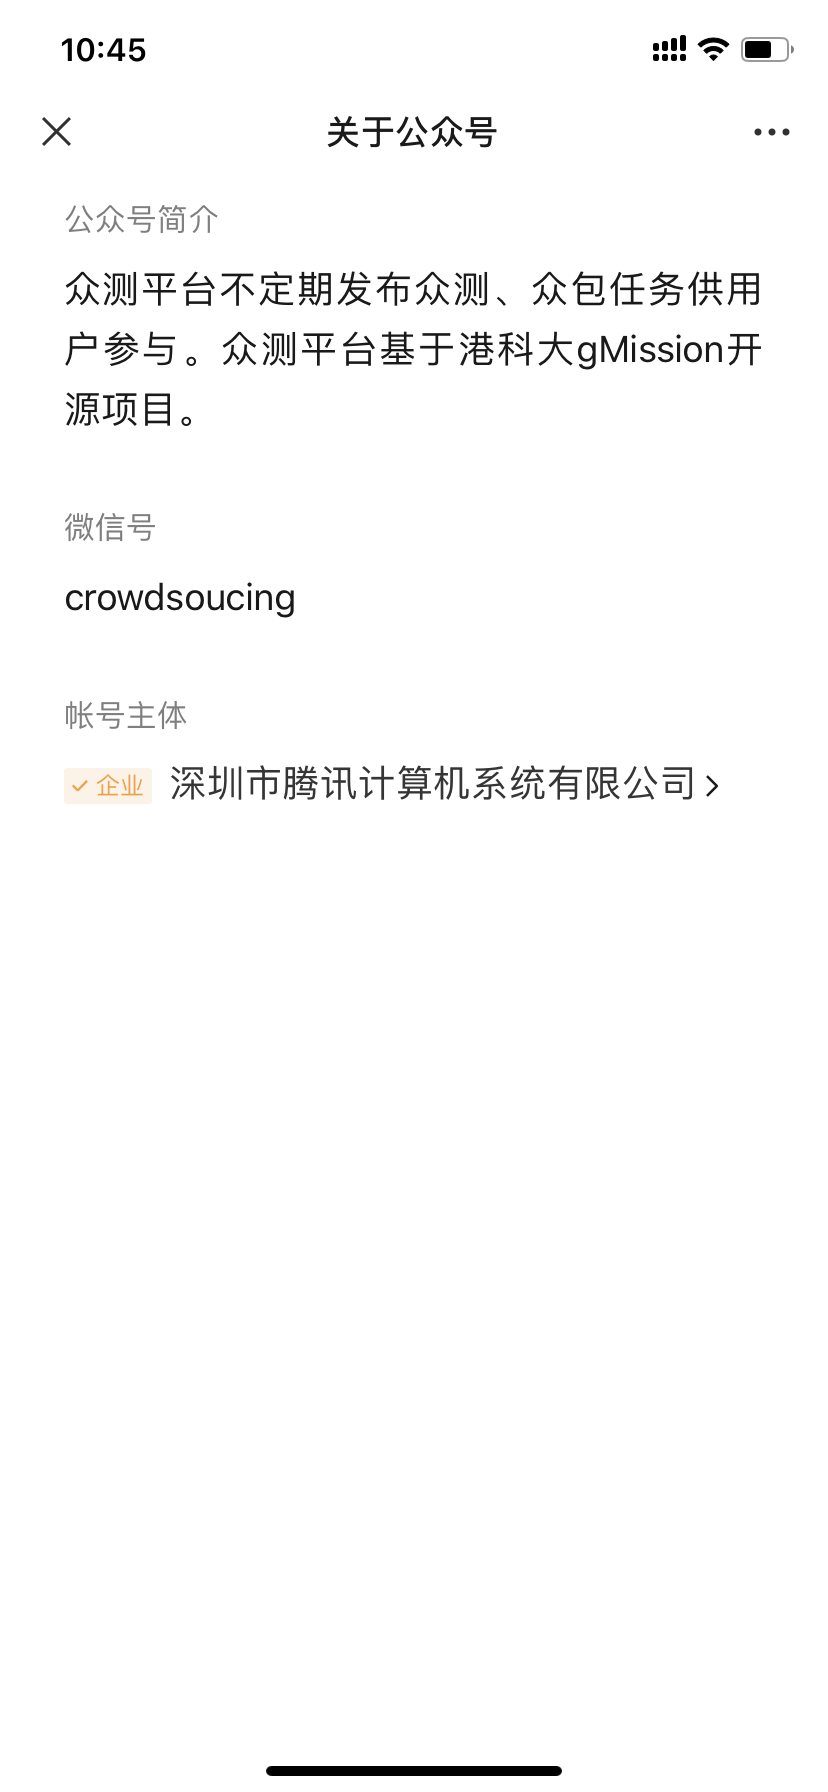 10:45
关于公众号
公众号简介
众测平台不定期发布众测、众包任务供用
户参与。众测平台基于港科大gMission开
源项目。
微信号
crowdsoucing
帐号主体
企业 深圳市腾讯计算机系统有限公司